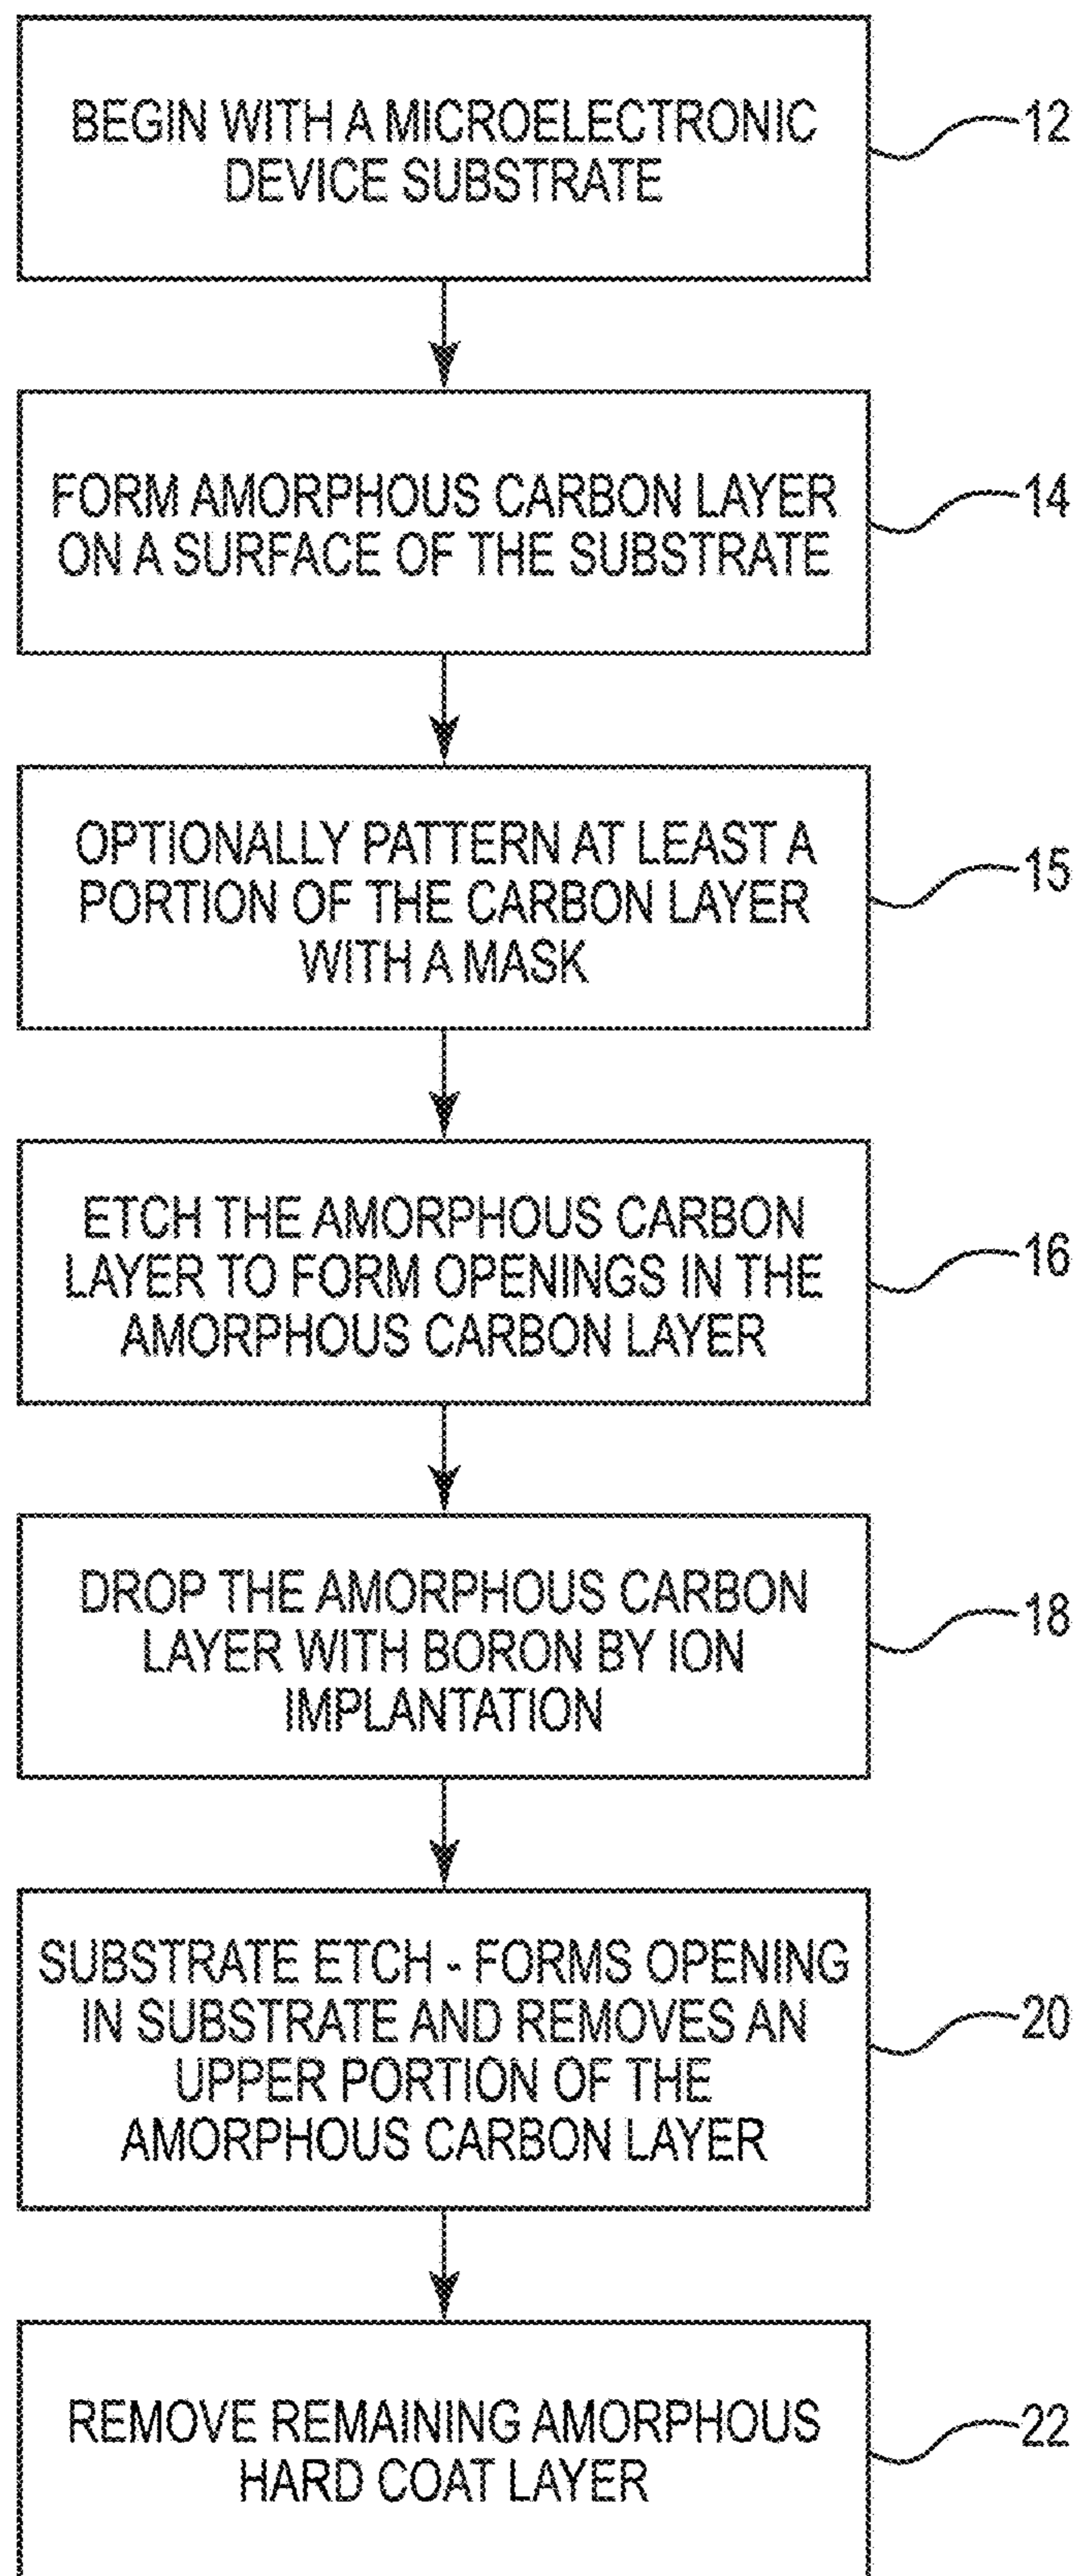 BEGIN WITH A MICROELECTRONIC
DEVICE SUBSTRATE
12
FORM AMORPHOUS CARBON LAYER
ON A SURFACE OF THE SUBSTRATE
14
OPTIONALLY PATTERN AT LEAST A
PORTION OF THE CARBON LAYER
WITH A MASK
15
ETCH THE AMORPHOUS CARBON
LAYER TO FORM OPENINGS IN THE
AMORPHOUS CARBON LAYER
16
DROP THE AMORPHOUS CARBON
LAYER WITH BORON BY ION
IMPLANTATION
18
SUBSTRATE ETCH - FORMS OPENING
IN SUBSTRATE AND REMOVES AN
UPPER PORTION OF THE
AMORPHOUS CARBON LAYER
20
REMOVE REMAINING AMORPHOUS
HARD COAT LAYER
22